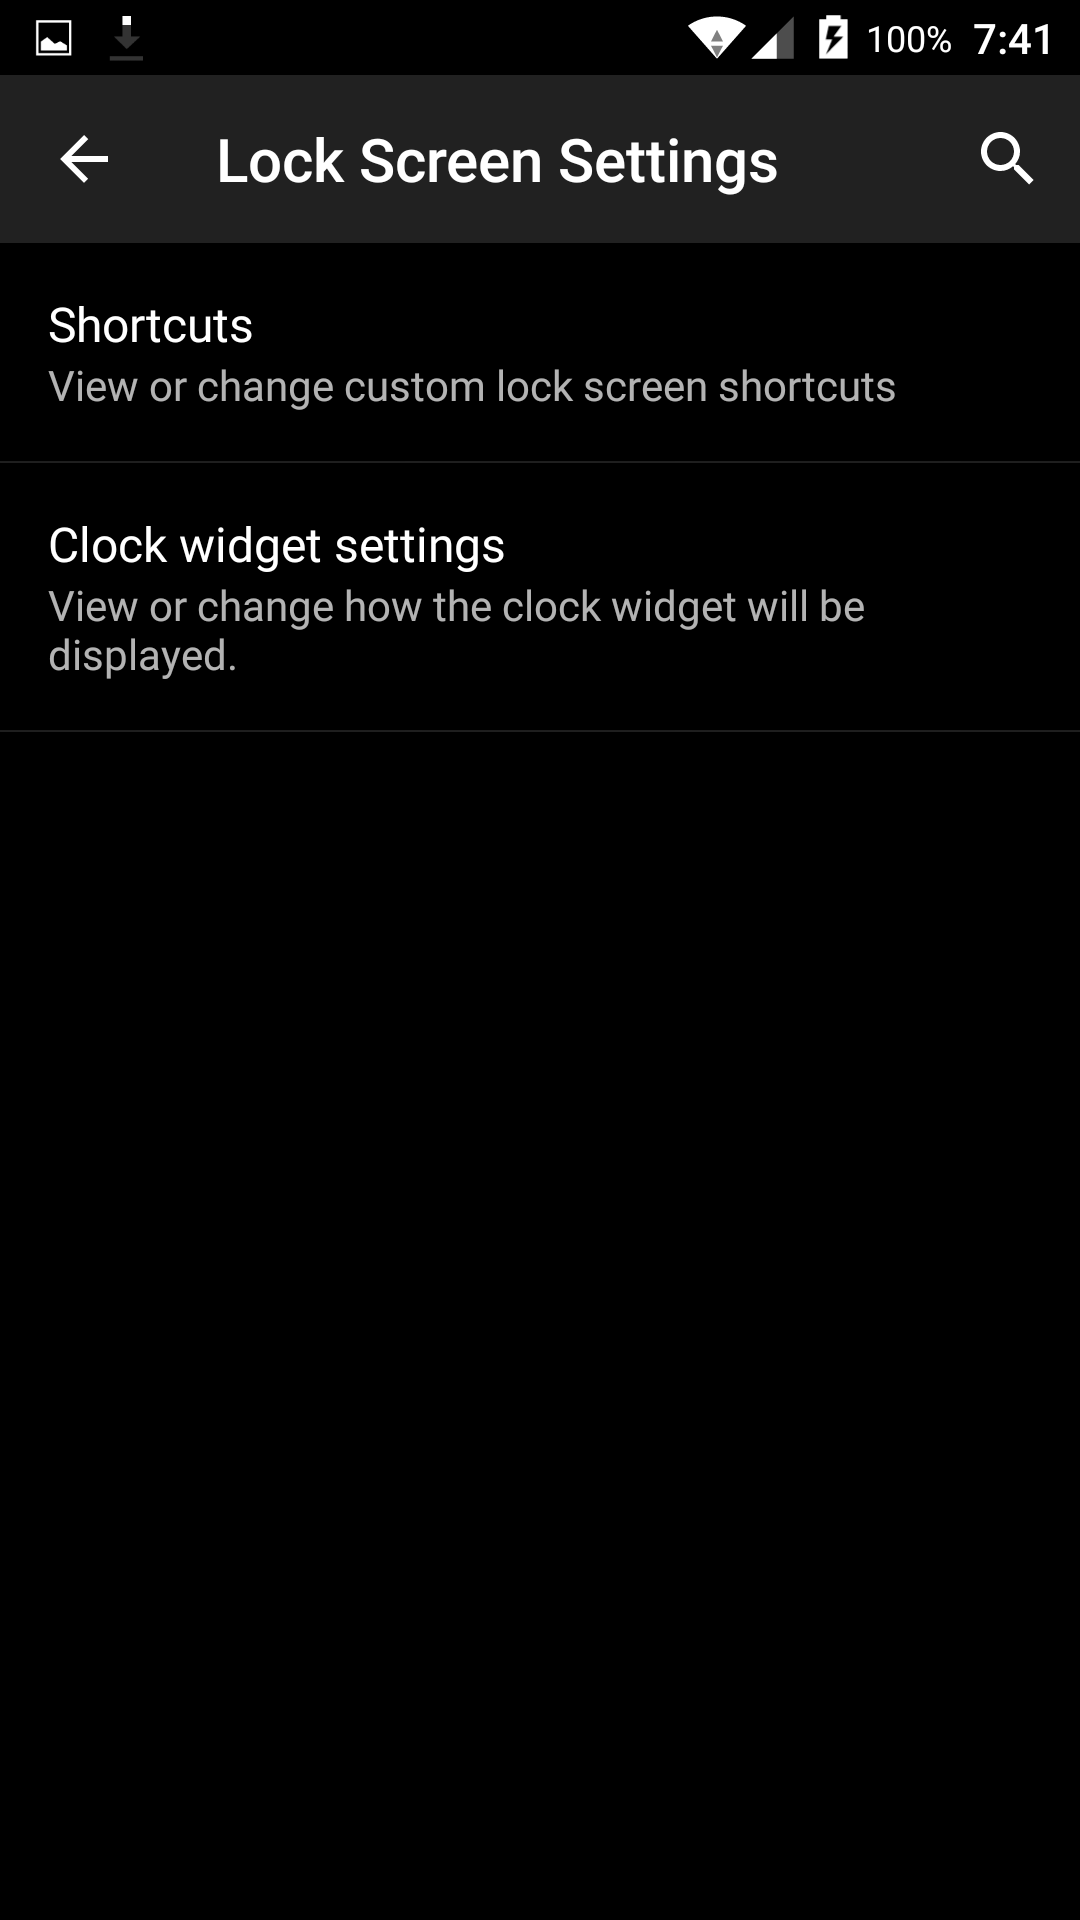 100% 7:41
Lock Screen Settings
Shortcuts
View or change custom lock screen shortcuts
Clock widget settings
View or change how the clock widget will be
displayed.